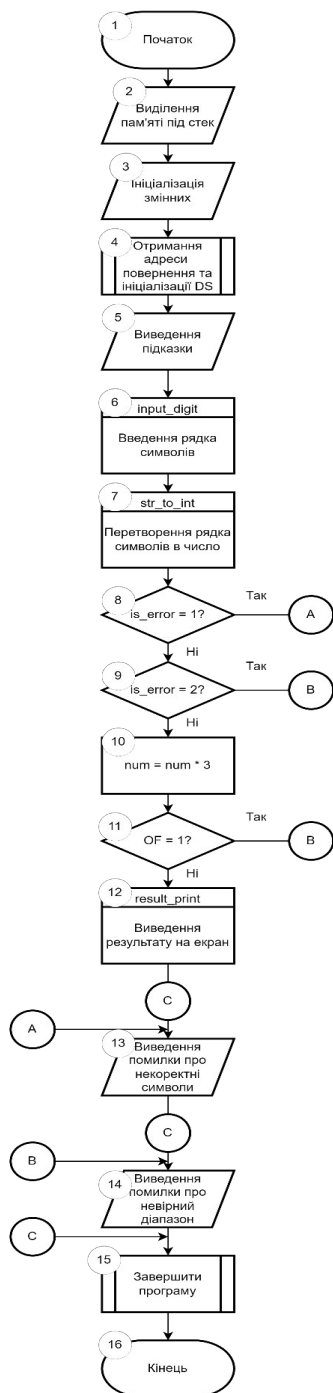 1
Початок
2
Виділення
пам'яті під стек
3
Ініціалізація
змінних
4
Отримання
адреси
повернення та
ініціалізації DS
5
Виведення
підказки
6
input_digit
Введення рядка
символів
7
str_to_int
Перетворення рядка
символів в число
8
is_error = 1?
Так
A
Ні
9
is_error = 2?
Так
B
Ні
10
num = num * 3
11
OF = 1?
Так
B
Ні
12
result_print
Виведення
результату на екран
C
A
13
Виведення
помилки про
некоректні
символи
C
B
14
Виведення
помилки про
невірний
діапазон
C
15
Завершити
програму
16
Кінець